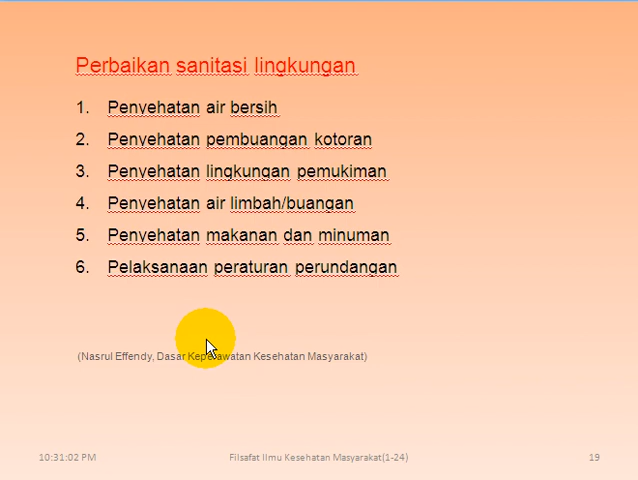 Perbaikan sanitasi lingkungan
1. Penyehatan air bersih
2. Penyehatan pembuangan kotoran
3. Penyehatan lingkungan pemukiman
4. Penyehatan air limbah/buangan
5. Penyehatan makanan dan minuman
6. Pelaksanaan peraturan perundangan
(Nasrul Effendy, Dasar Keperawatan Kesehatan Masyarakat)
10:31:02 PM Filsafat Ilmu Kesehatan Masyarakat(1-24) 19